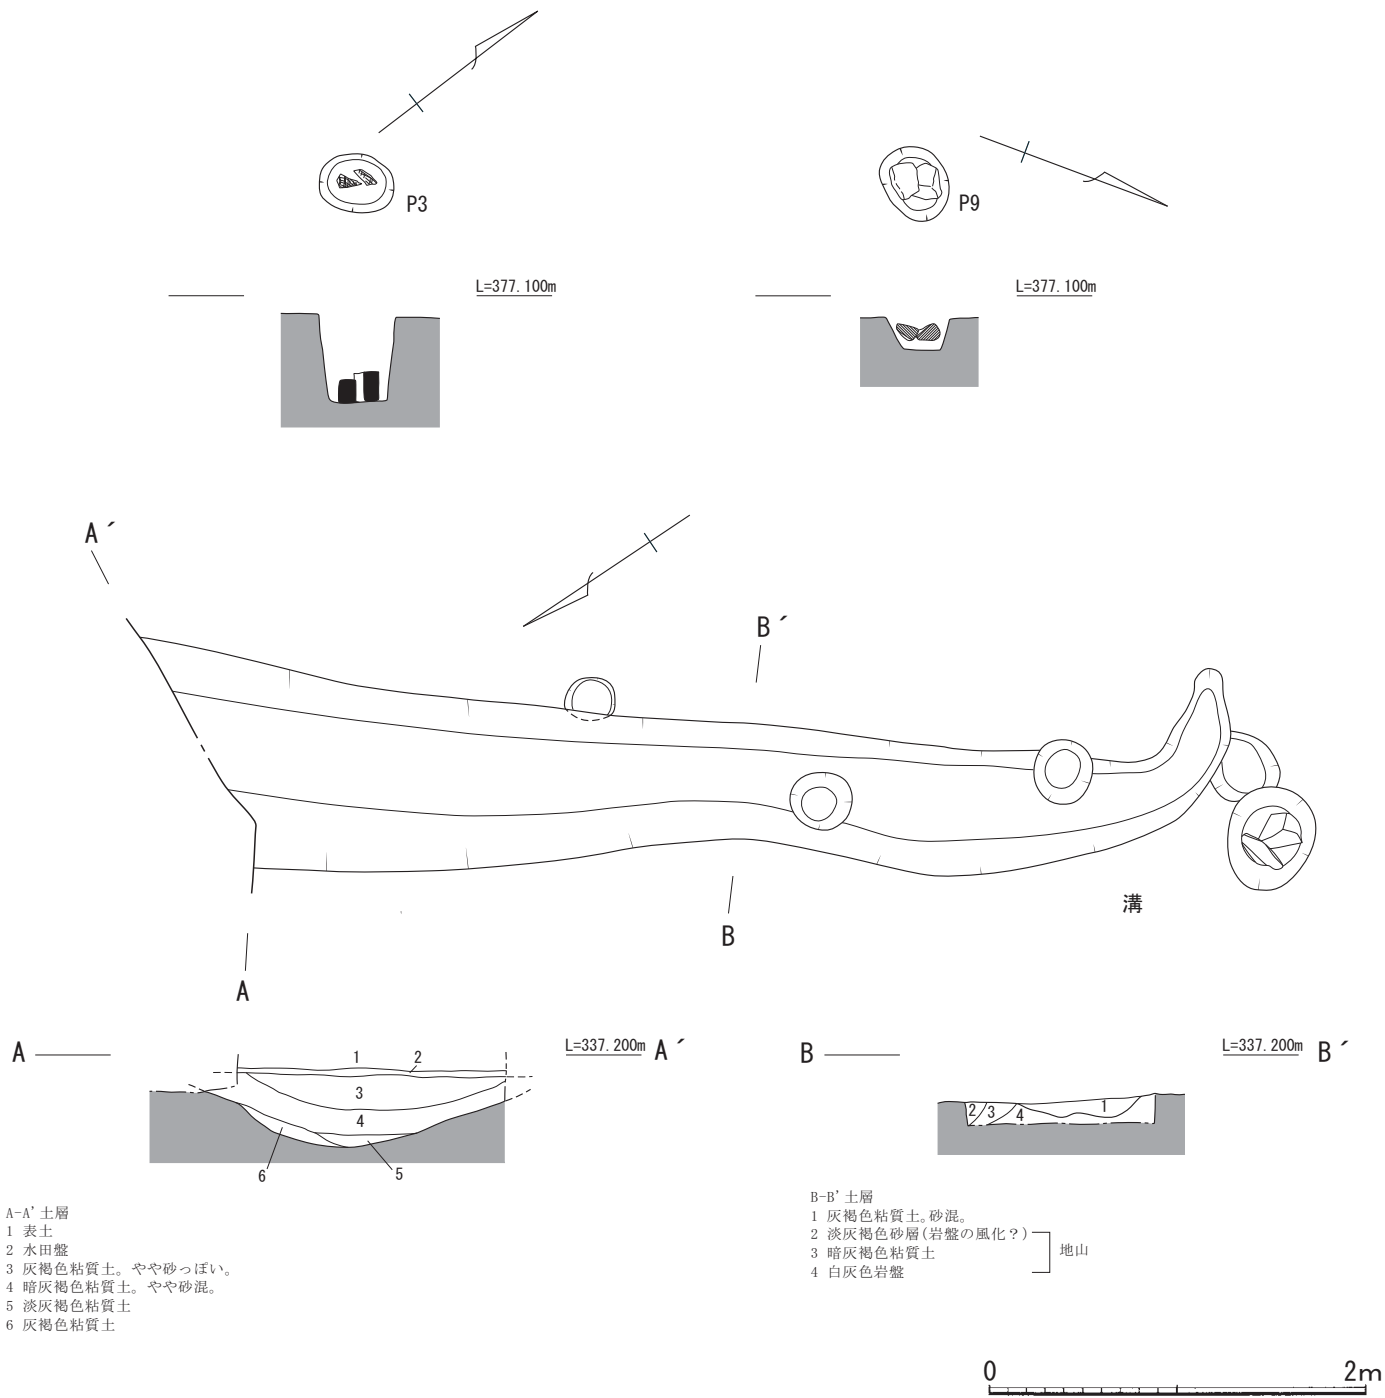 P3
P9
L=377.100m
L=377.100m
A´
B´
溝
B
A
A
L=337.200m A´
1
2
3
4
6
5
B
L=337.200m B´
2
3
4
1
A-A'土層
1 表土
2 水田盤
3 灰褐色粘質土。やや砂っぽい。
4 暗灰褐色粘質土。やや砂混。
5 淡灰褐色粘質土
6 灰褐色粘質土
B-B'土層
1 灰褐色粘質土。砂混。
2 淡灰褐色砂層(岩盤の風化?)
3 暗灰褐色粘質土
4 白灰色岩盤
地山
0
2m